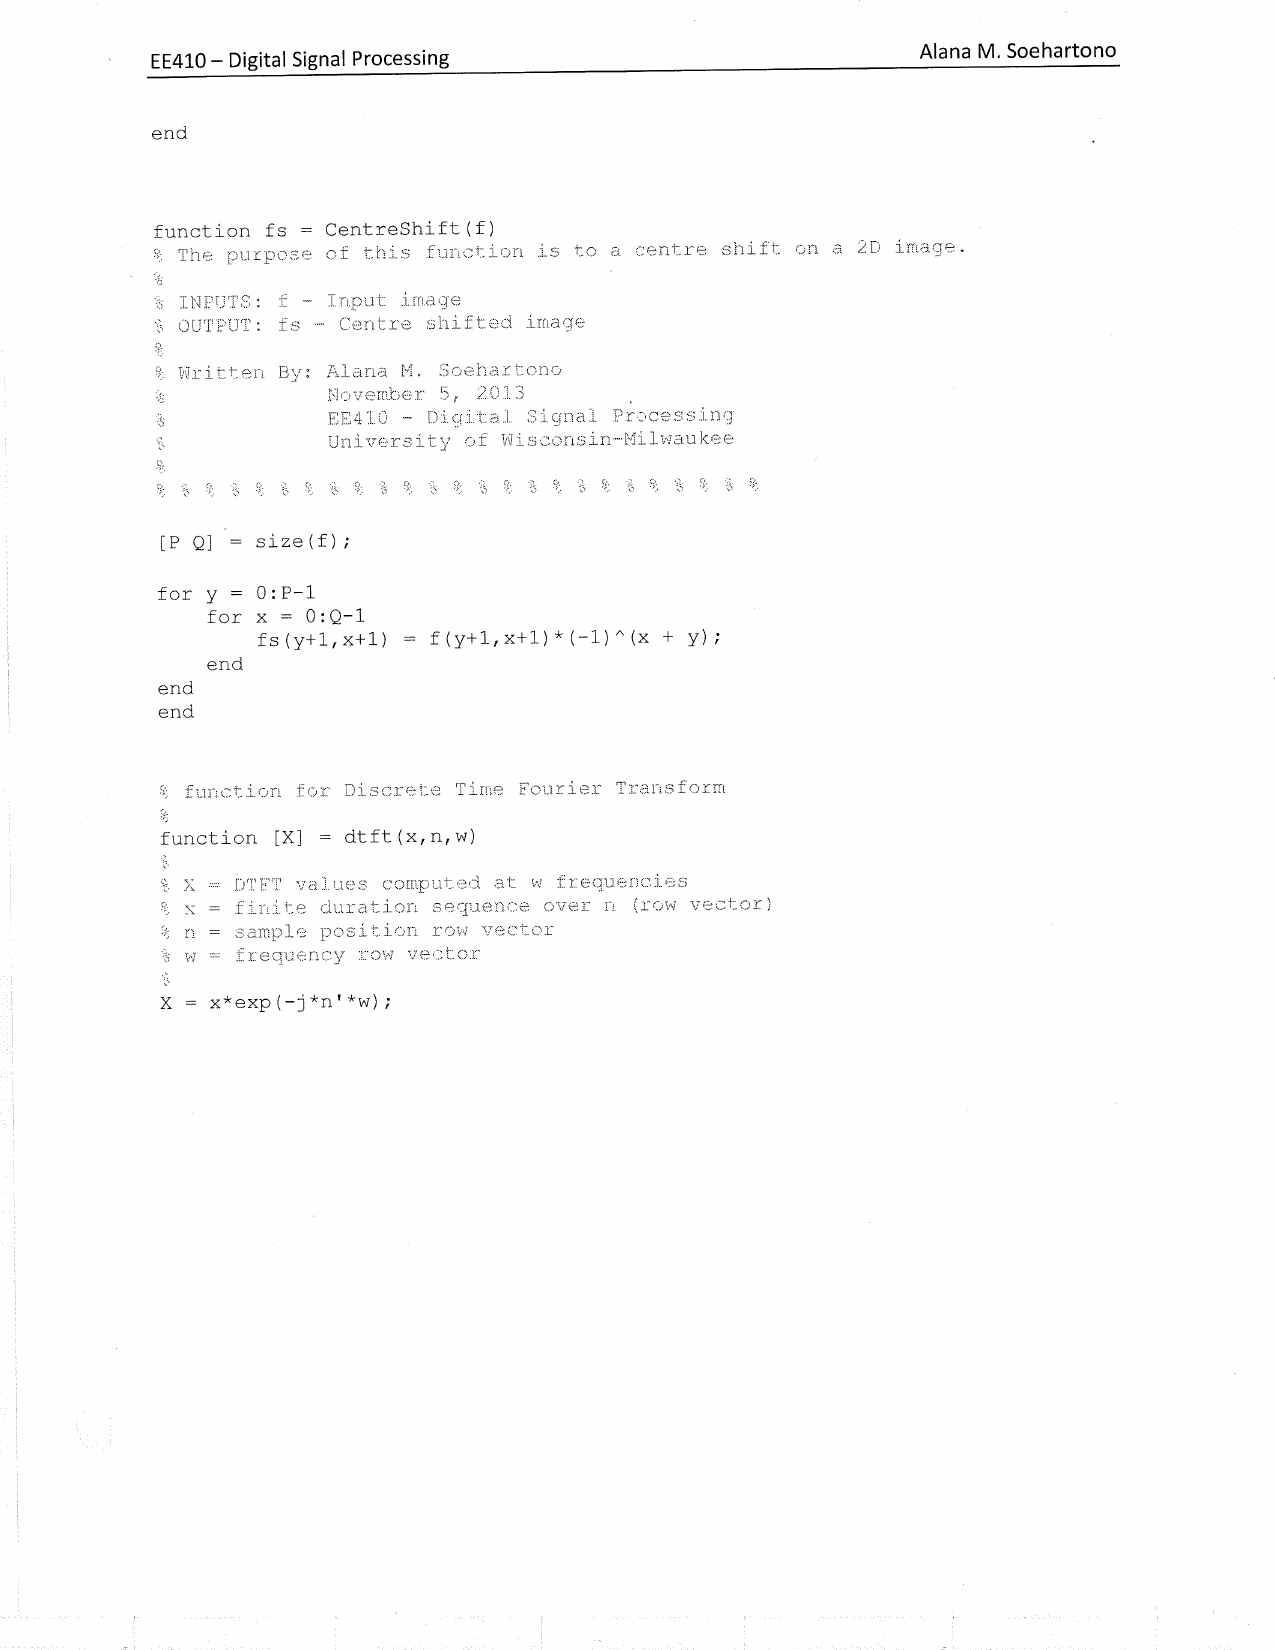 EE410 – Digital Signal Processing
Alana M. Soehartono
end
function fs = CentreShift(f)
% The purpose of this function is to a centre shift on a 2D image.
%
% INPUTS: f - Input image
% OUTPUT: fs - Centre shifted image
%
% Written By: Alana M. Soehartono
% November 5, 2013
% EE410 - Digital Signal Processing
% University of Wisconsin-Milwaukee
%
% % % % % % % % % % % % % % % % % % % % % % % % %
[P Q] = size(f);
for y = 0:P-1
for x = 0:Q-1
fs(y+1,x+1) = f(y+1,x+1)*(-1)^(x + y);
end
end
end
% function for Discrete Time Fourier Transform
%
function [X] = dtft(x,n,w)
%
% X = DTFT values computed at w frequencies
% x = finite duration sequence over n (row vector)
% n = sample position row vector
% w = frequency row vector
%
X = x*exp(-j*n'*w);